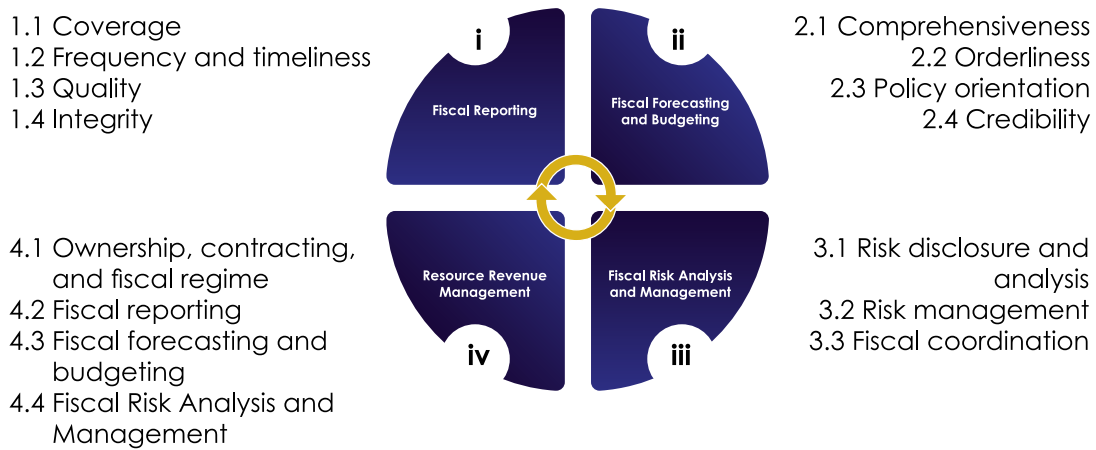 1.1 Coverage
1.2 Frequency and timeliness
1.3 Quality
1.4 Integrity
i
Fiscal Reporting
ii
Fiscal Forecasting
and Budgeting
2.1 Comprehensiveness
2.2 Orderliness
2.3 Policy orientation
2.4 Credibility
4.1 Ownership, contracting,
and fiscal regime
4.2 Fiscal reporting
4.3 Fiscal forecasting and
budgeting
4.4 Fiscal Risk Analysis and
Management
Resource Revenue
Management
iv
Fiscal Risk Analysis
and Management
iii
3.1 Risk disclosure and
analysis
3.2 Risk management
3.3 Fiscal coordination